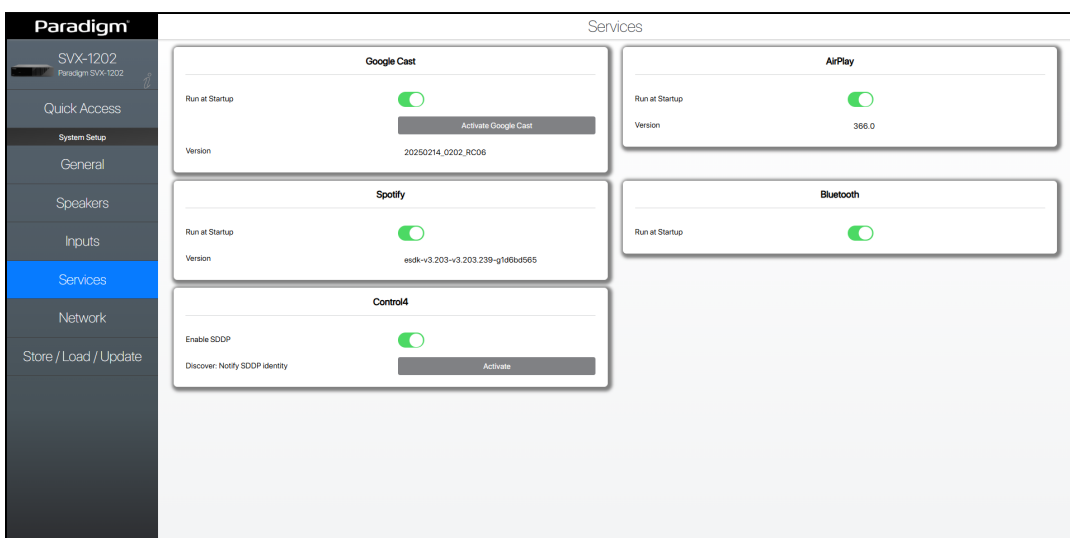 Paradigm®
SVX-1202
Paradigm SVX-1202
i
Quick Access
System Setup
General
Speakers
Inputs
Services
Network
Store / Load / Update
Services
Google Cast
Run at Startup
Activate Google Cast
Version 20250214_0202_RC06
AirPlay
Run at Startup
Version 366.0
Spotify
Run at Startup
Version esdk-v3.203-v3.203.239-g1d6bd565
Bluetooth
Run at Startup
Control4
Enable SDDP
Discover: Notify SDDP identity Activate